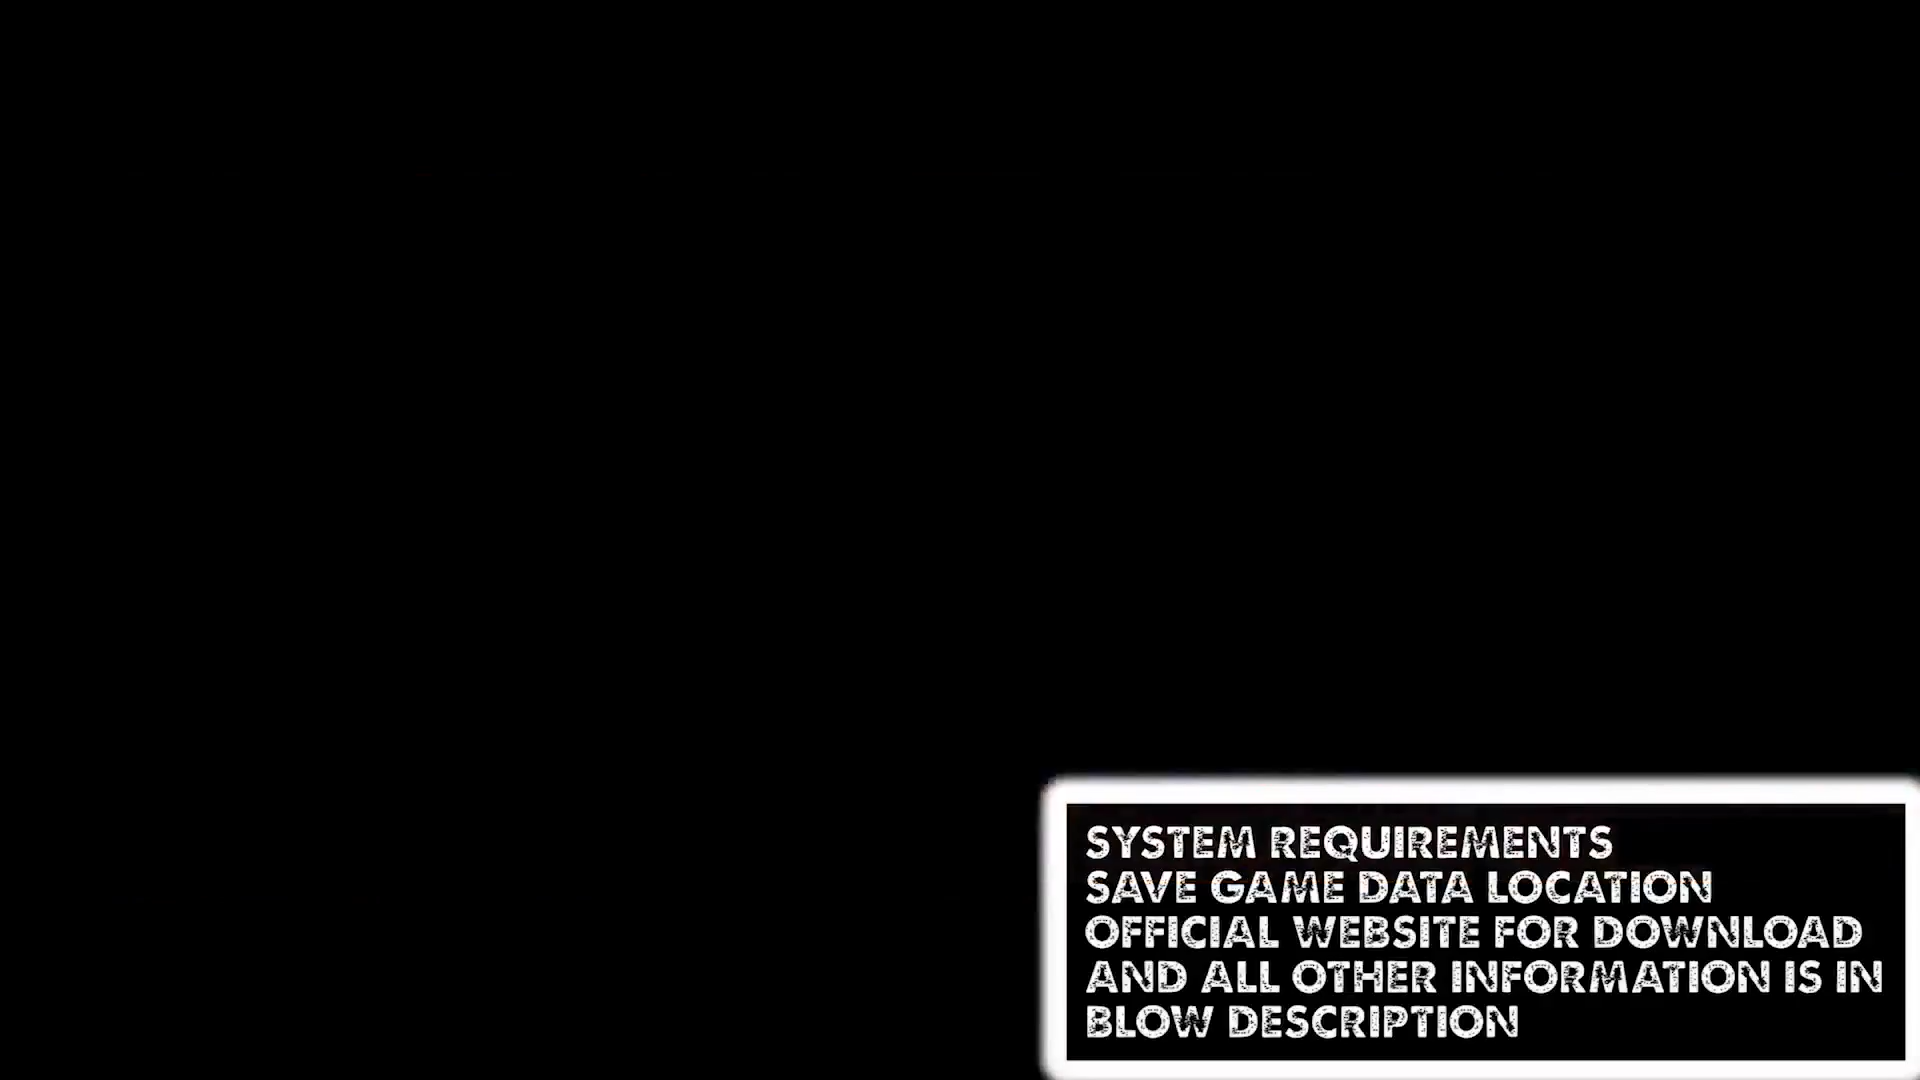 SYSTEM REQUIREMENTS
SAVE GAME DATA LOCATION
OFFICIAL WEBSITE FOR DOWNLOAD
AND ALL OTHER INFORMATION IS IN
BLOW DESCRIPTION